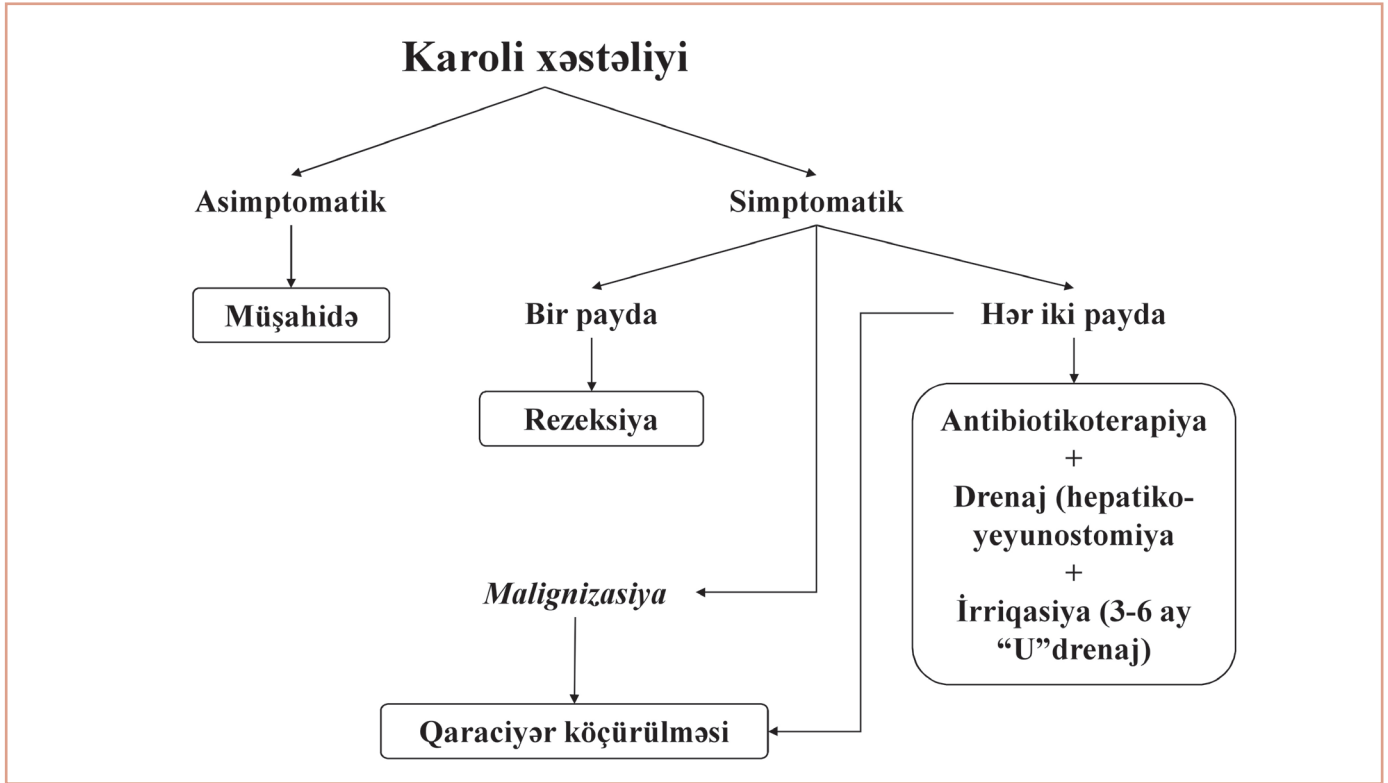 Karoli xəstəliyi
Asimptomatik
Simptomatik
Müşahidə
Bir payda
Hər iki payda
Rezeksiya
Antibiotikoterapiya
+
Drenaj (hepatiko-
yeyunostomiya
+
İrriqasiya (3-6 ay
“U”drenaj)
Malignizasiya
Qaraciyər köçürülməsi